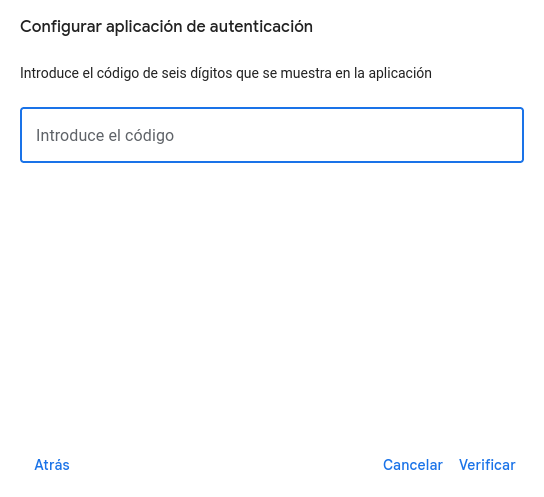 Configurar aplicación de autenticación
Introduce el código de seis dígitos que se muestra en la aplicación
Introduce el código
Atrás Cancelar Verificar